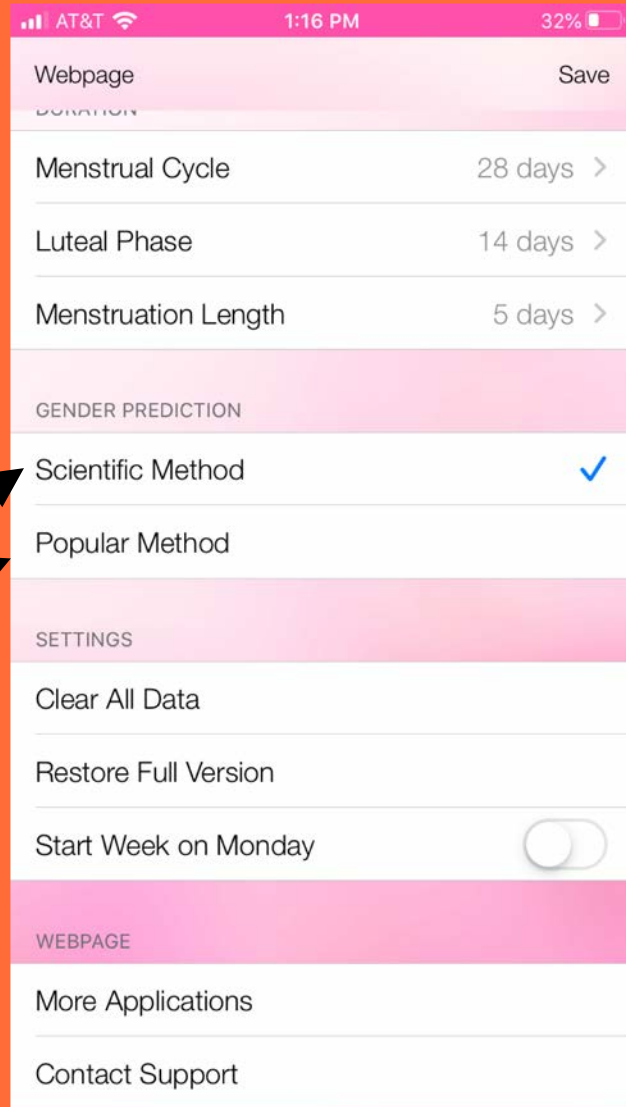 AT&T 1:16 PM 32%
Webpage Save
DURATION
Menstrual Cycle 28 days >
Luteal Phase 14 days >
Menstruation Length 5 days >
GENDER PREDICTION
Scientific Method ✓
Popular Method
SETTINGS
Clear All Data
Restore Full Version
Start Week on Monday
WEBPAGE
More Applications
Contact Support